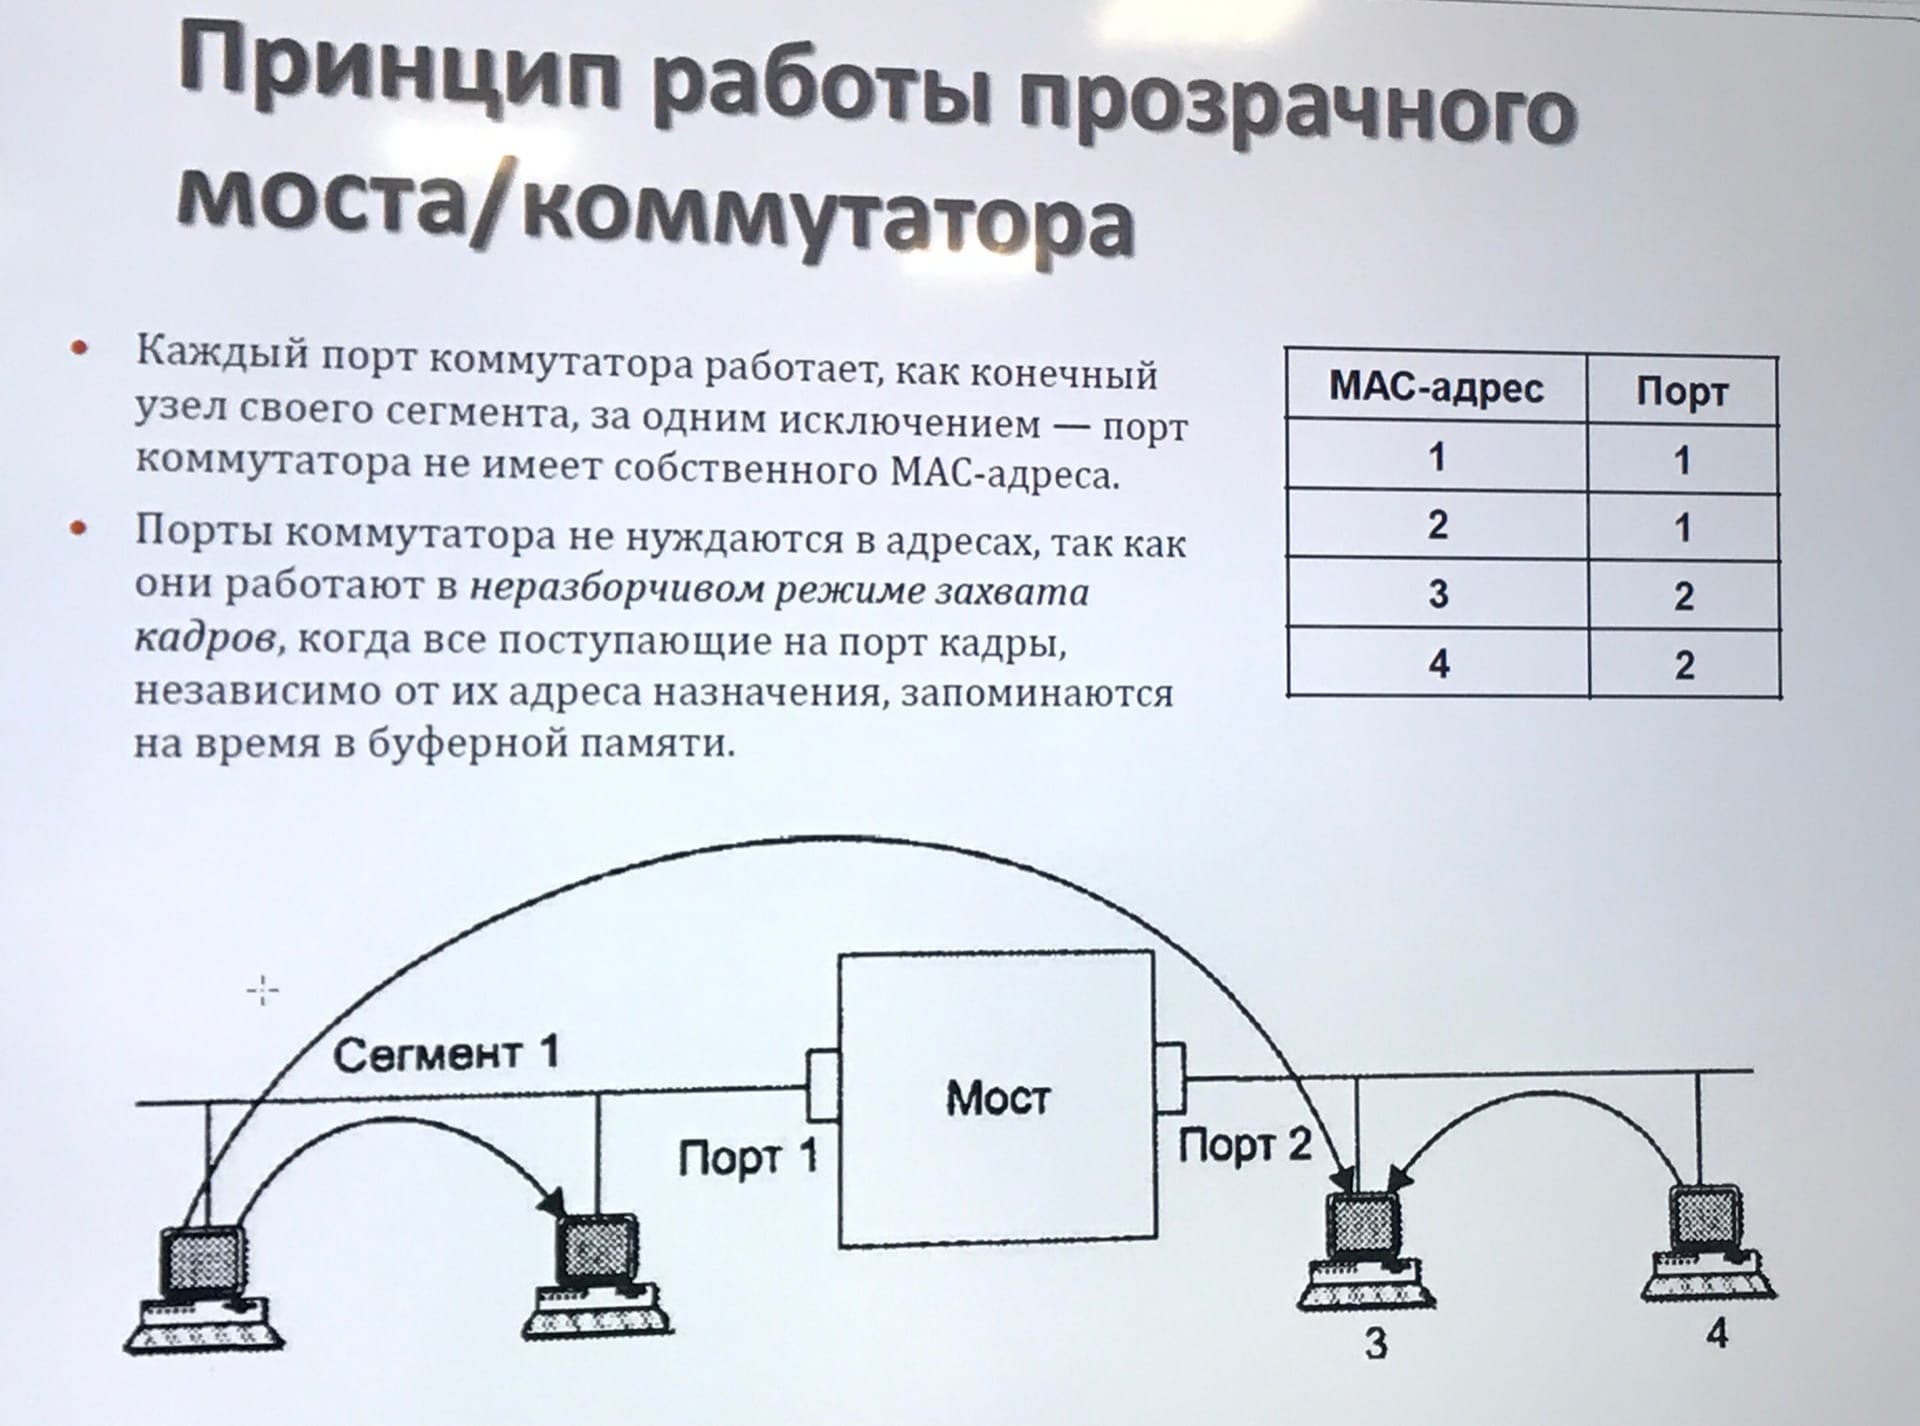 Принцип работы прозрачного
моста/коммутатора
• Каждый порт коммутатора работает, как конечный
узел своего сегмента, за одним исключением — порт
коммутатора не имеет собственного МАС-адреса.
• Порты коммутатора не нуждаются в адресах, так как
они работают в неразборчивом режиме захвата
кадров, когда все поступающие на порт кадры,
независимо от их адреса назначения, запоминаются
на время в буферной памяти.
МАС-адрес Порт
1 1
2 1
3 2
4 2
Сегмент 1
Мост
Порт 1
Порт 2
3
4